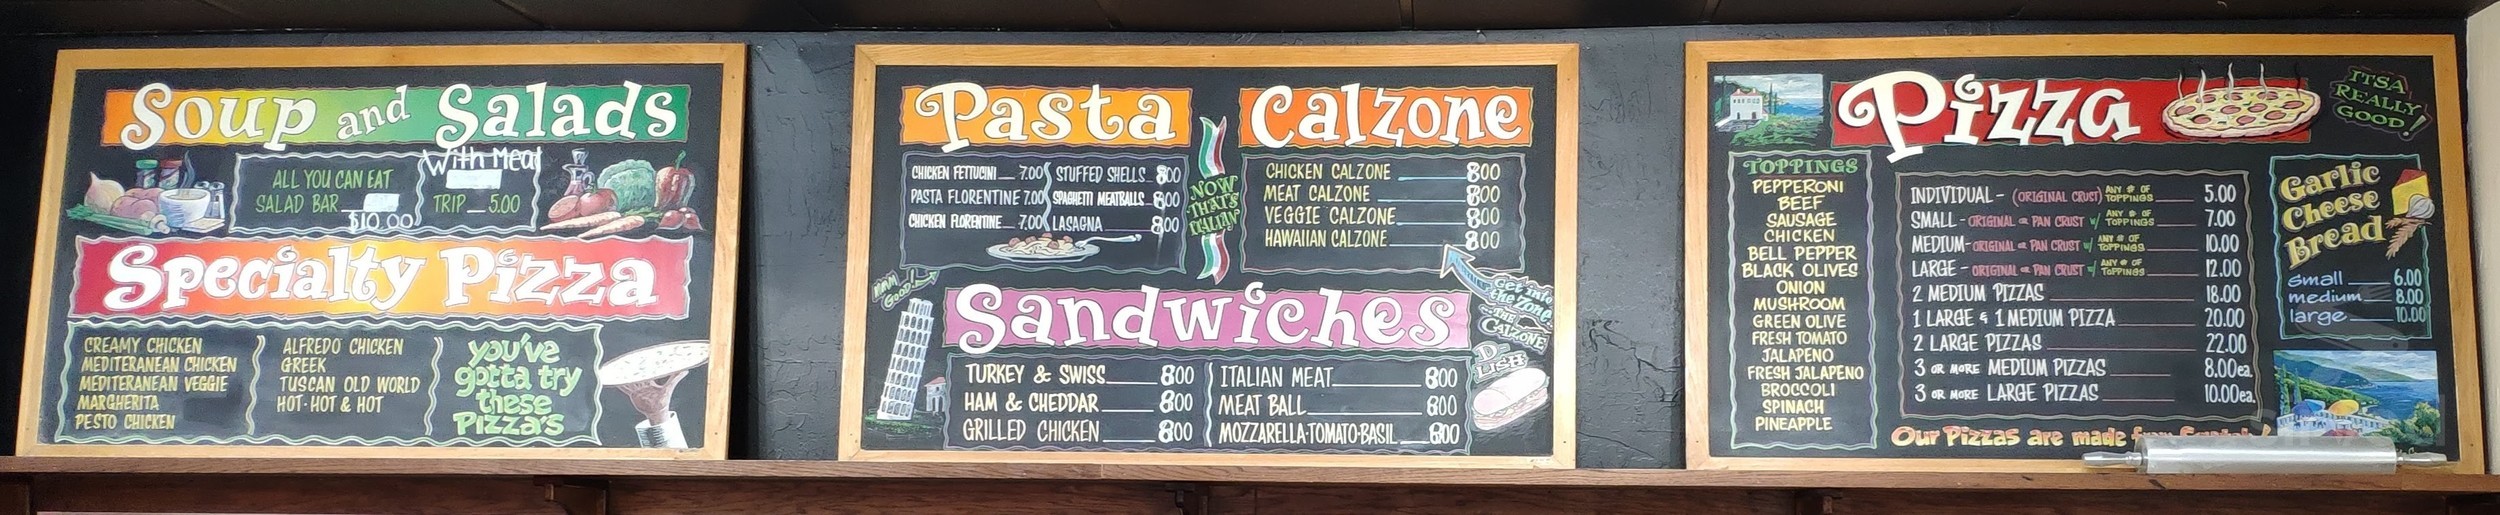 Soup and Salads
With Meal
ALL YOU CAN EAT
SALAD BAR
$10.00
TRIP 5.00
Specialty Pizza
CREAMY CHICKEN
MEDITERANEAN CHICKEN
MEDITERANEAN VEGGIE
MARGHERITA
PESTO CHICKEN
ALFREDO CHICKEN
GREEK
TUSCAN OLD WORLD
HOT·HOT & HOT
you've
gotta try
these
Pizza's
Pasta
CHICKEN FETTUCINI 7.00
PASTA FLORENTINE 7.00
CHICKEN FLORENTINE 7.00
STUFFED SHELLS 8.00
SPAGHETTI MEATBALLS 8.00
LASAGNA 8.00
NOW
THAT'S
ITALIAN
Calzone
CHICKEN CALZONE 8.00
MEAT CALZONE 8.00
VEGGIE CALZONE 8.00
HAWAIIAN CALZONE 8.00
MMM
GOOD!
Get into
the Zone!
...THE
CALZONE
Sandwiches
TURKEY & SWISS 8.00
HAM & CHEDDAR 8.00
GRILLED CHICKEN 8.00
ITALIAN MEAT 8.00
MEAT BALL 8.00
MOZZARELLA·TOMATO·BASIL 8.00
D-
LISH
Pizza
ITSA
REALLY
GOOD!
TOPPINGS
PEPPERONI
BEEF
SAUSAGE
CHICKEN
BELL PEPPER
BLACK OLIVES
ONION
MUSHROOM
GREEN OLIVE
FRESH TOMATO
JALAPENO
FRESH JALAPENO
BROCCOLI
SPINACH
PINEAPPLE
INDIVIDUAL - (ORIGINAL CRUST) ANY # OF TOPPINGS 5.00
SMALL - ORIGINAL OR PAN CRUST W/ ANY # OF TOPPINGS 7.00
MEDIUM - ORIGINAL OR PAN CRUST W/ ANY # OF TOPPINGS 10.00
LARGE - ORIGINAL OR PAN CRUST W/ ANY # OF TOPPINGS 12.00
2 MEDIUM PIZZAS 18.00
1 LARGE & 1 MEDIUM PIZZA 20.00
2 LARGE PIZZAS 22.00
3 OR MORE MEDIUM PIZZAS 8.00ea.
3 OR MORE LARGE PIZZAS 10.00ea.
Our Pizzas are made from Scratch!
Garlic
Cheese
Bread
Small 6.00
medium 8.00
large 10.00